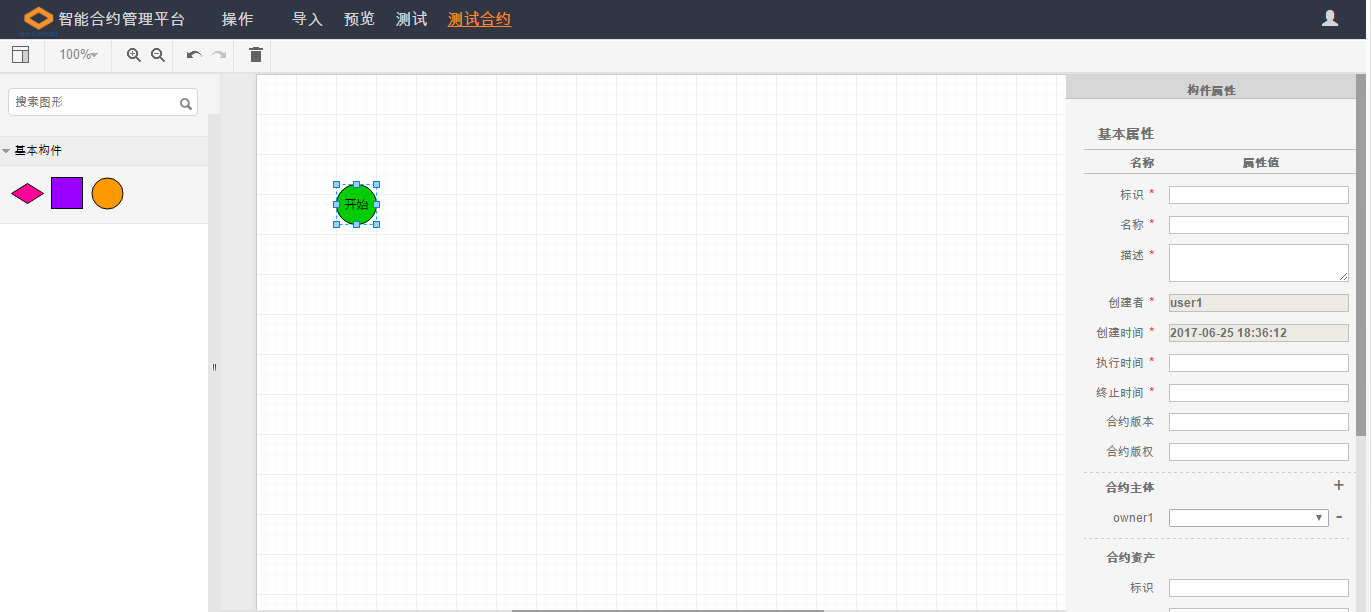 智能合约管理平台 操作 导入 预览 测试 测试合约
100%
搜索图形
基本构件
开始
构件属性
基本属性
名称 属性值
标识 *
名称 *
描述 *
创建者 * user1
创建时间 * 2017-06-25 18:36:12
执行时间 *
终止时间 *
合约版本
合约版权
合约主体 +
owner1 -
合约资产
标识